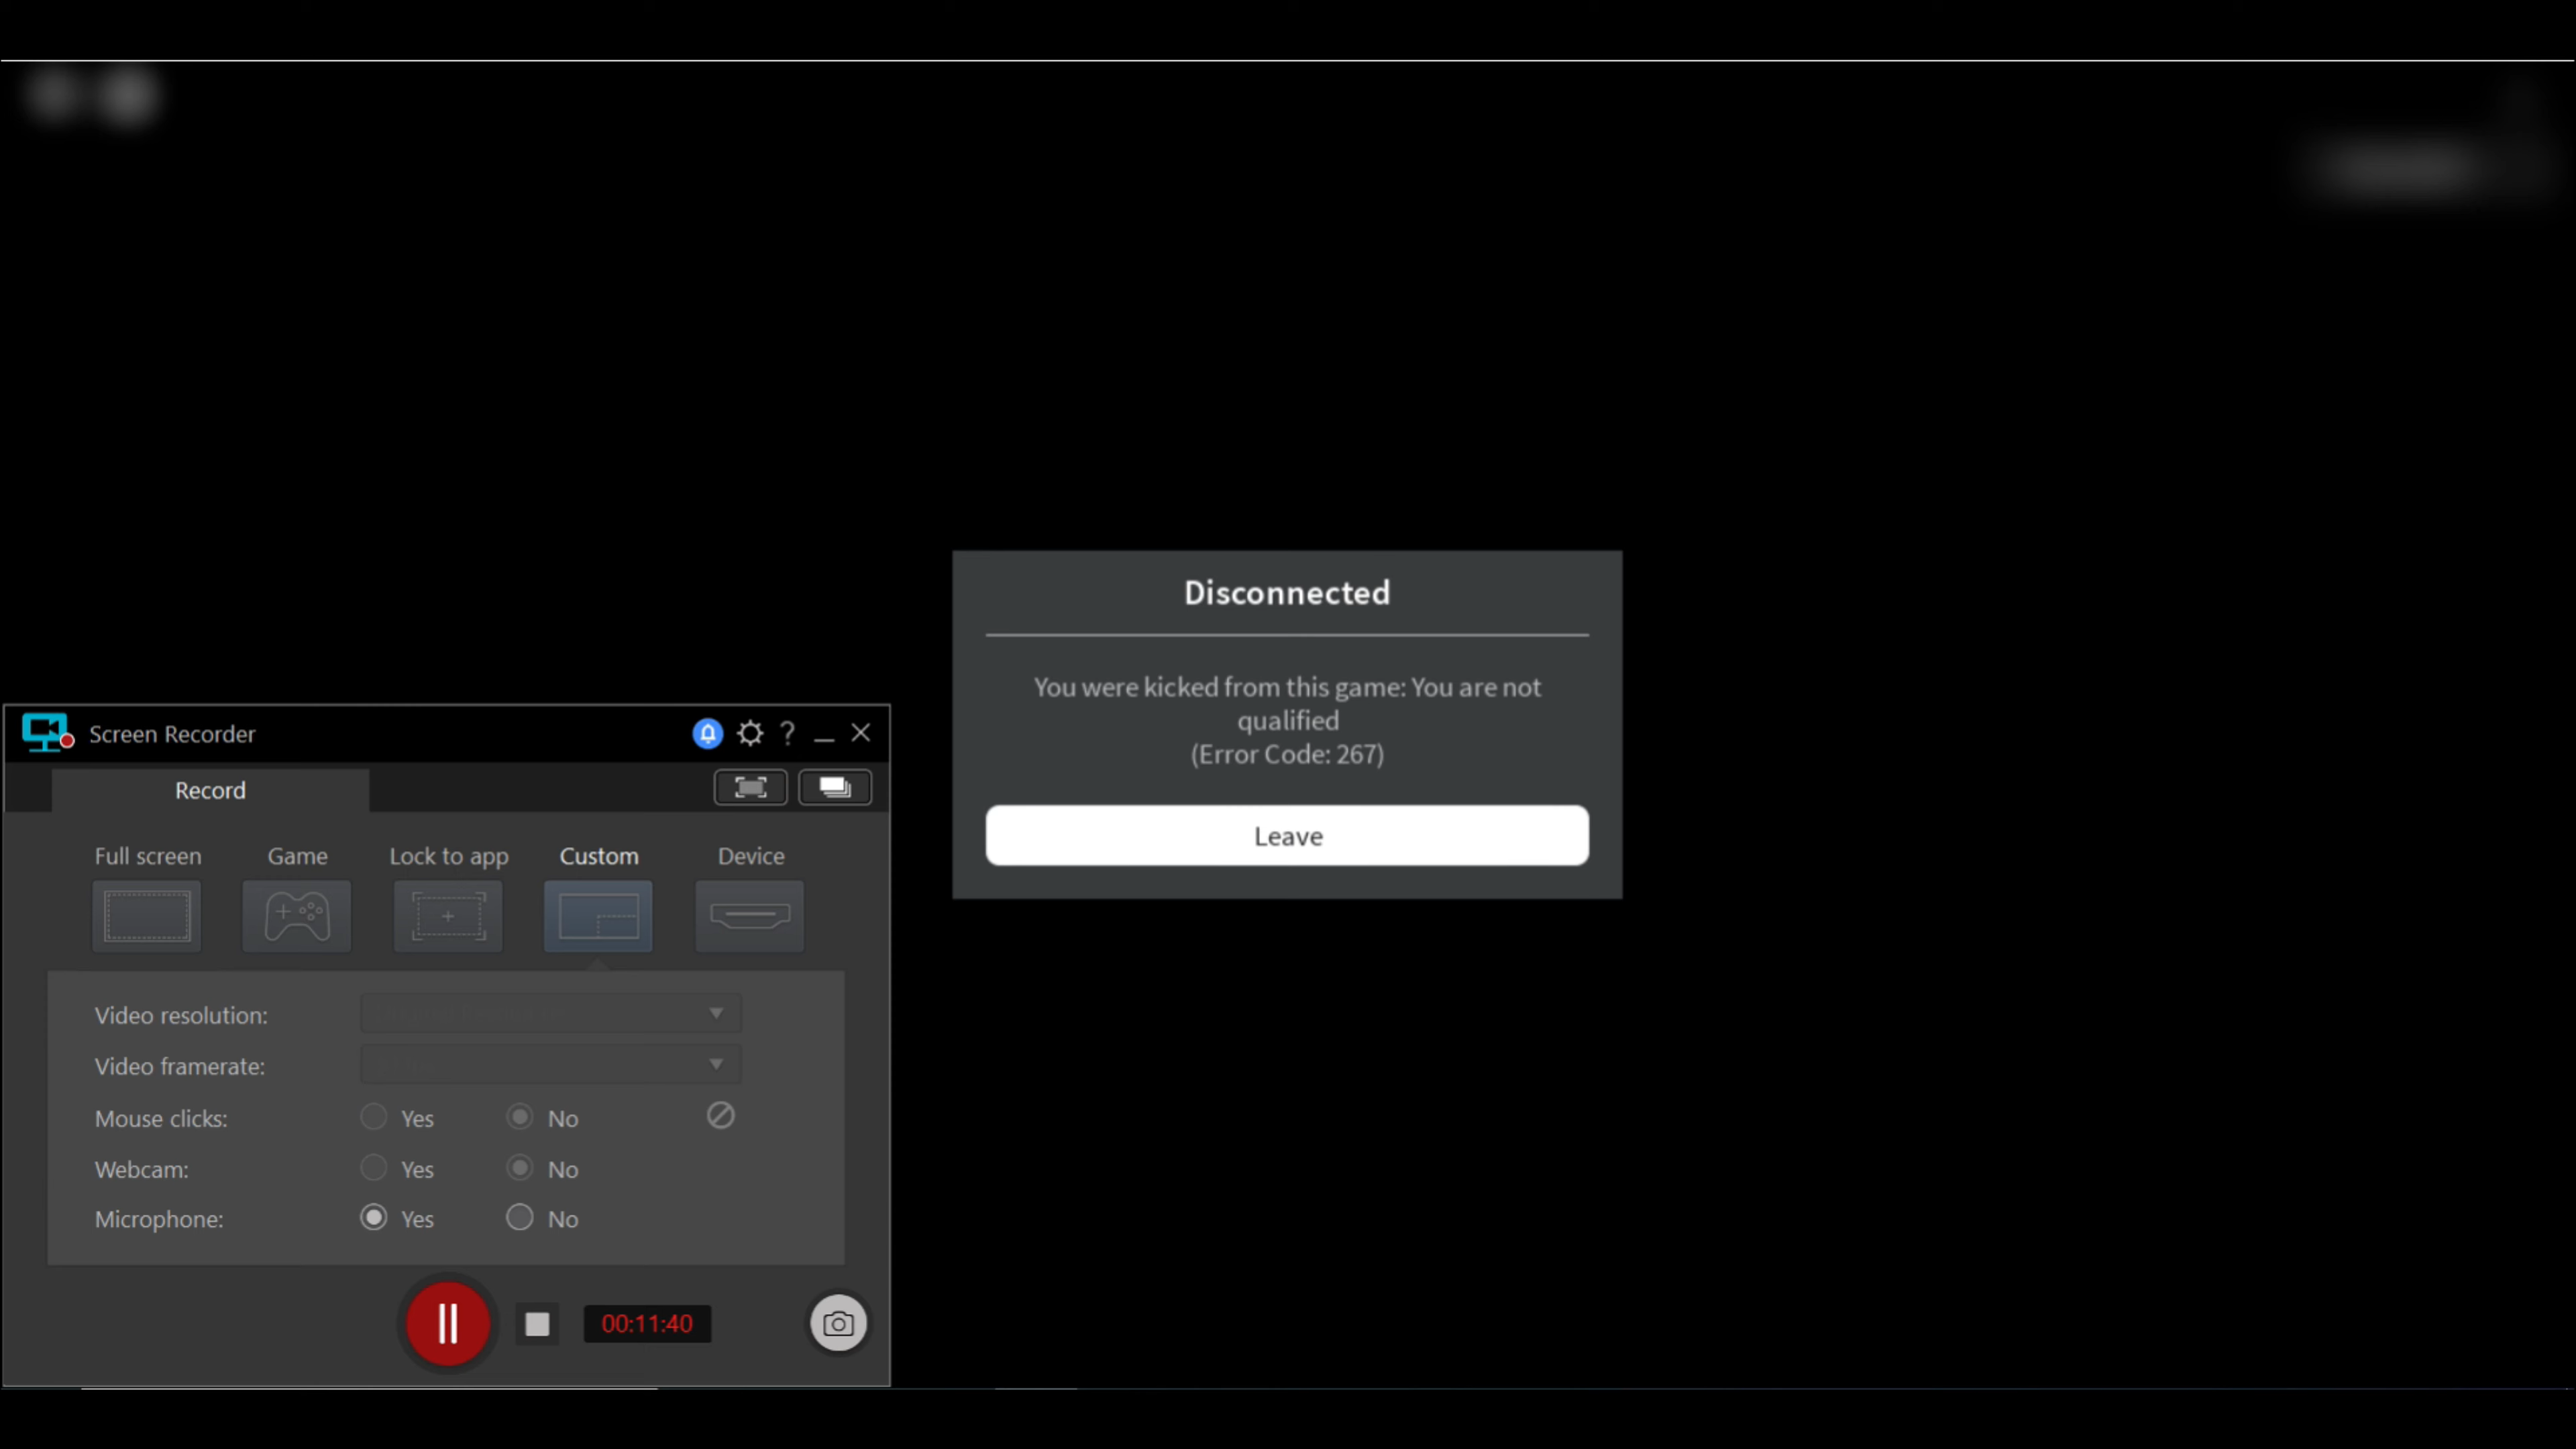 Disconnected
You were kicked from this game: You are not
qualified
(Error Code: 267)
Leave
Screen Recorder
?
Record
Full screen Game Lock to app Custom Device
Video resolution:
Video framerate:
Mouse clicks: Yes No
Webcam: Yes No
Microphone: Yes No
00:11:40